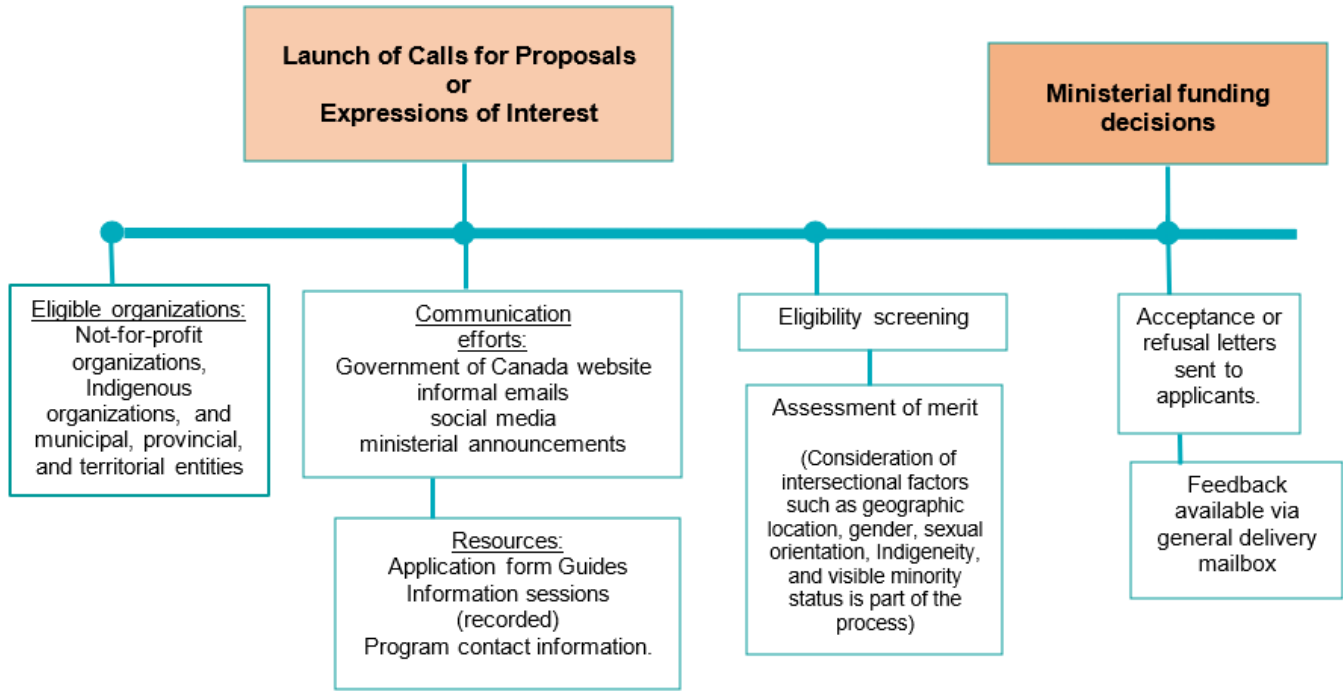 Launch of Calls for Proposals
or
Expressions of Interest
Ministerial funding
decisions
Eligible organizations:
Not-for-profit
organizations,
Indigenous
organizations, and
municipal, provincial,
and territorial entities
Communication
efforts:
Government of Canada website
informal emails
social media
ministerial announcements
Resources:
Application form Guides
Information sessions
(recorded)
Program contact information.
Eligibility screening
Assessment of merit
(Consideration of
intersectional factors
such as geographic
location, gender, sexual
orientation, Indigeneity,
and visible minority
status is part of the
process)
Acceptance or
refusal letters
sent to
applicants.
Feedback
available via
general delivery
mailbox